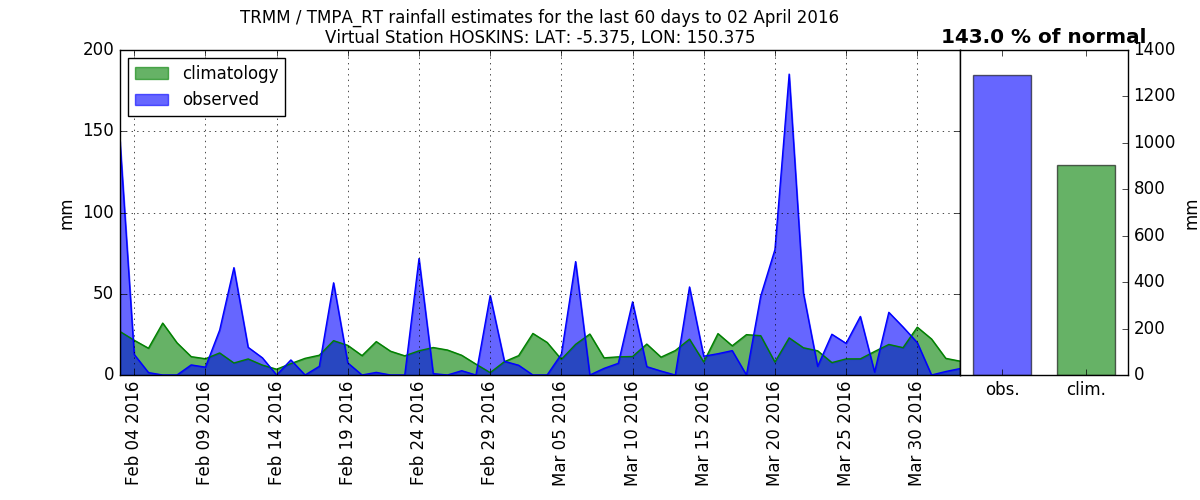 TRMM / TMPA_RT rainfall estimates for the last 60 days to 02 April 2016
Virtual Station HOSKINS: LAT: -5.375, LON: 150.375
143.0 % of normal
climatology
observed
mm
200
150
100
50
0
Feb 04 2016
Feb 09 2016
Feb 14 2016
Feb 19 2016
Feb 24 2016
Feb 29 2016
Mar 05 2016
Mar 10 2016
Mar 15 2016
Mar 20 2016
Mar 25 2016
Mar 30 2016
obs.
clim.
1400
1200
1000
800
600
400
200
0
mm